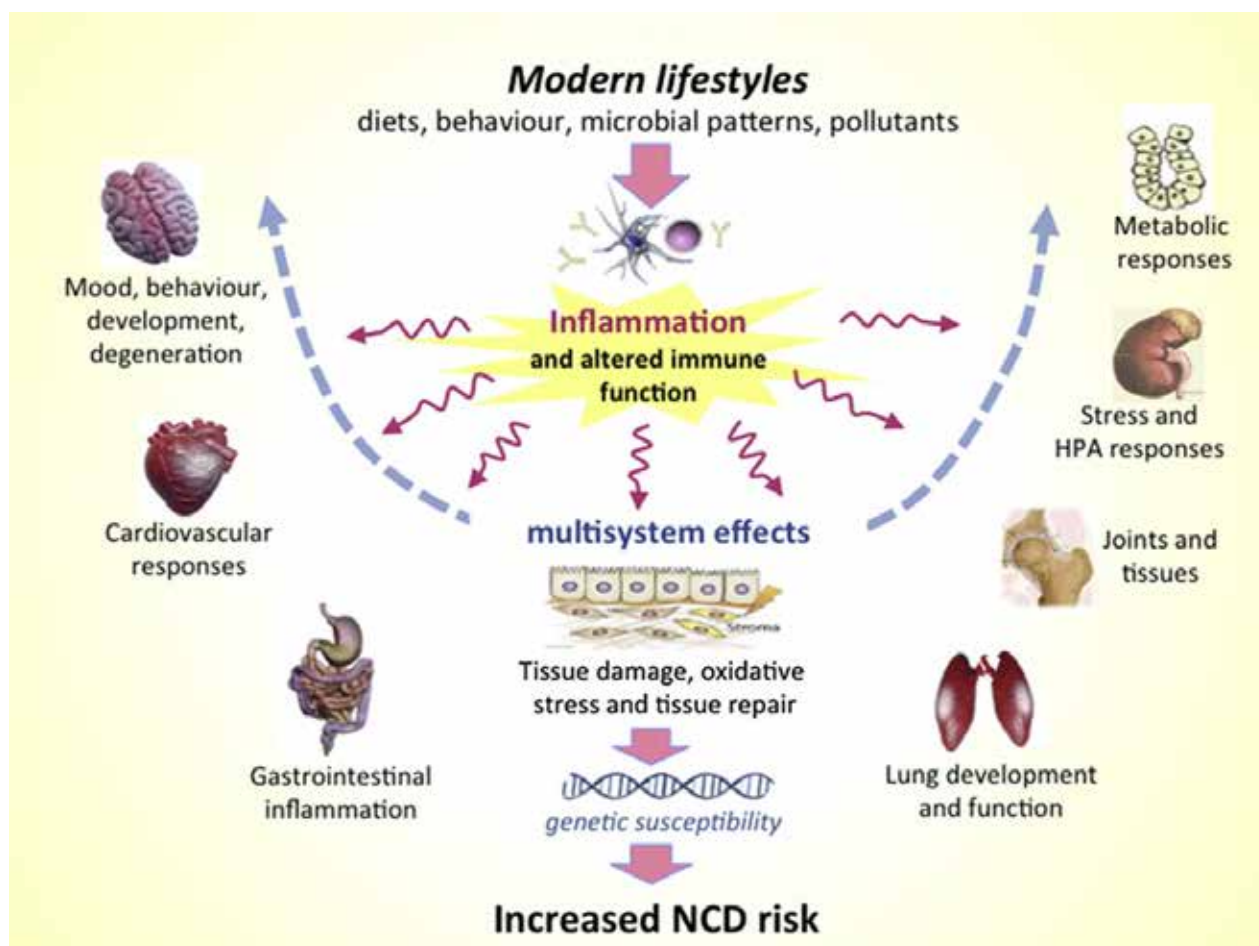 Modern lifestyles
diets, behaviour, microbial patterns, pollutants
Mood, behaviour,
development,
degeneration
Cardiovascular
responses
Gastrointestinal
inflammation
Inflammation
and altered immune
function
multisystem effects
Stroma
Tissue damage, oxidative
stress and tissue repair
genetic susceptibility
Increased NCD risk
Metabolic
responses
Stress and
HPA responses
Joints and
tissues
Lung development
and function